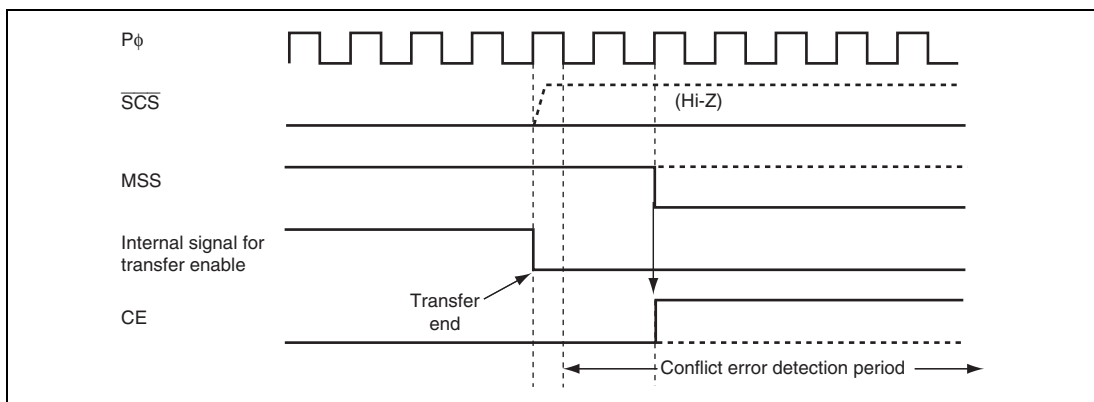 Pϕ
SCS
(Hi-Z)
MSS
Internal signal for
transfer enable
Transfer
end
CE
Conflict error detection period